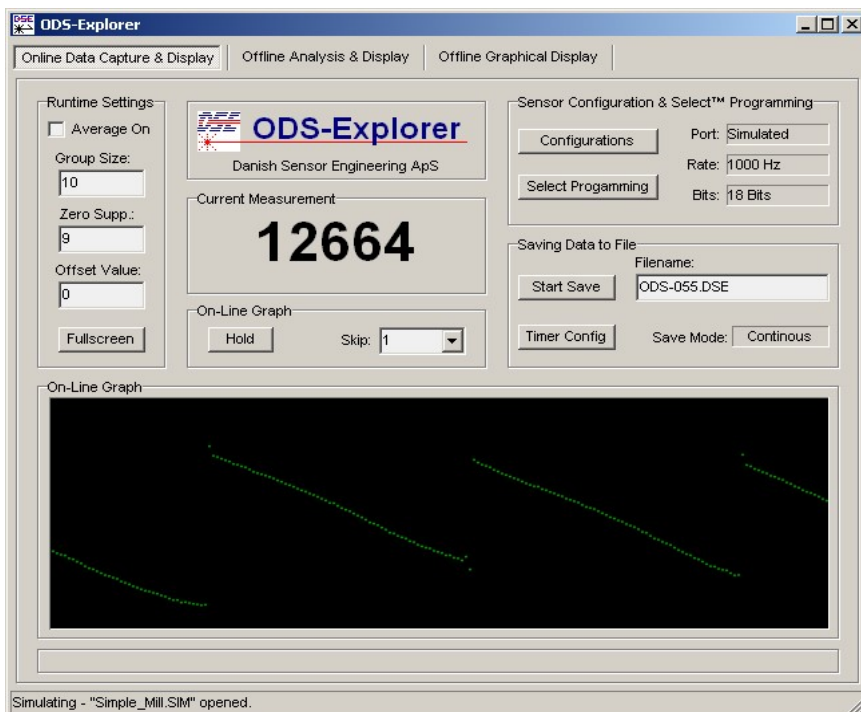 DSE ODS-Explorer
Online Data Capture & Display
Offline Analysis & Display
Offline Graphical Display
Runtime Settings
Average On
Group Size:
10
Zero Supp.:
9
Offset Value:
0
Fullscreen
DSE ODS-Explorer
Danish Sensor Engineering ApS
Current Measurement
12664
On-Line Graph
Hold
Skip: 1
Sensor Configuration & Select™ Programming
Configurations
Port: Simulated
Rate: 1000 Hz
Select Progamming
Bits: 18 Bits
Saving Data to File
Filename:
Start Save
ODS-055.DSE
Timer Config
Save Mode: Continous
On-Line Graph
Simulating - "Simple_Mill.SIM" opened.